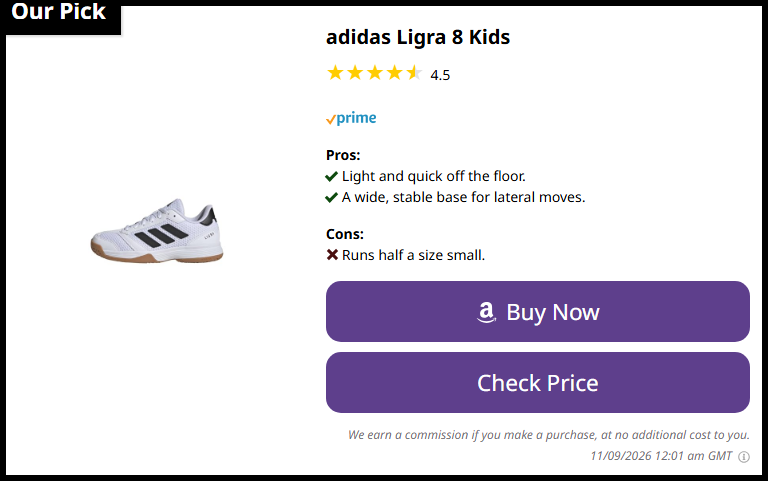 Our Pick
adidas Ligra 8 Kids
4.5
prime
Pros:
Light and quick off the floor.
A wide, stable base for lateral moves.
Cons:
Runs half a size small.
Buy Now
Check Price
We earn a commission if you make a purchase, at no additional cost to you.
11/09/2026 12:01 am GMT